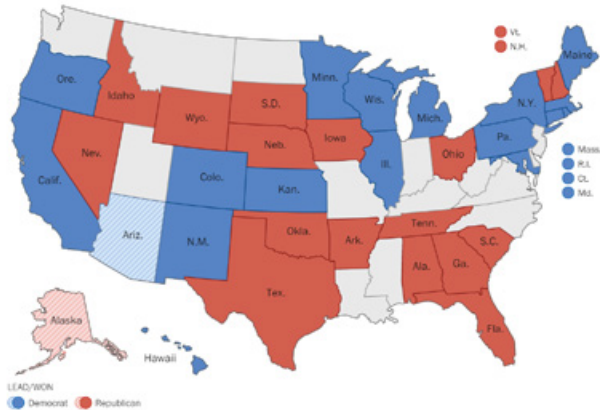 Vt.
N.H.
Maine
Ore.
Idaho
Minn.
Wis.
Mich.
N.Y.
S.D.
Wyo.
Iowa
Neb.
Nev.
Ill.
Ohio
Pa.
Mass
R.I.
Ct.
Md.
Calif.
Colo.
Kan.
Ariz.
N.M.
Okla.
Ark.
Tenn.
S.C.
Tex.
Ala.
Ga.
Fla.
Alaska
Hawaii
LEAD/WON
Democrat Republican